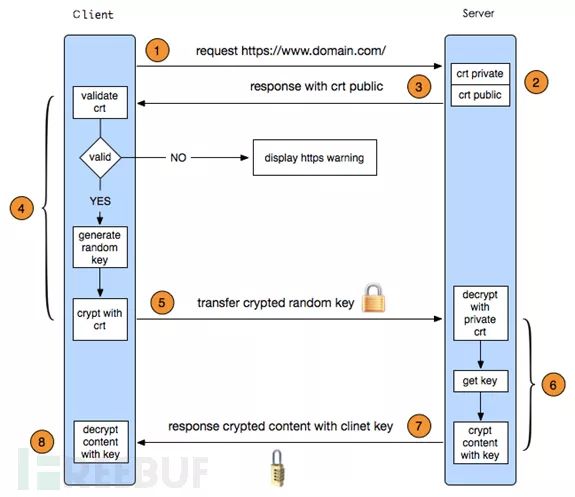 Client
Server
1
request https://www.domain.com/
crt private
2
response with crt public
3
crt public
validate
crt
valid
NO
display https warning
4
YES
generate
random
key
5
transfer crypted random key
crypt with
crt
decrypt
with
private
crt
get key
6
response crypted content with clinet key
7
8
decrypt
content
with key
crypt
content
with key
FREEBUF